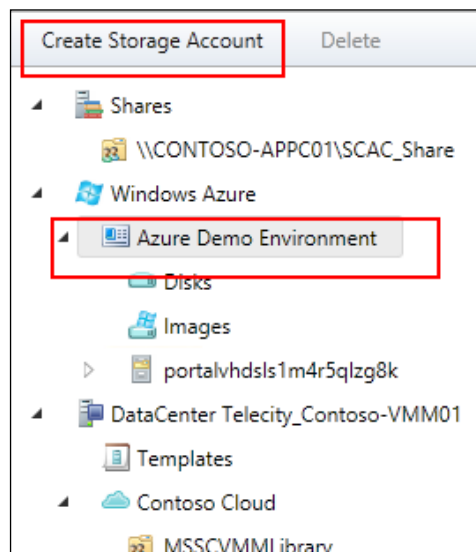 Create Storage Account Delete
Shares
\\CONTOSO-APPC01\SCAC_Share
Windows Azure
Azure Demo Environment
Disks
Images
portalvhdsls1m4r5qlzg8k
DataCenter Telecity_Contoso-VMM01
Templates
Contoso Cloud
MSSCVMMLibrary